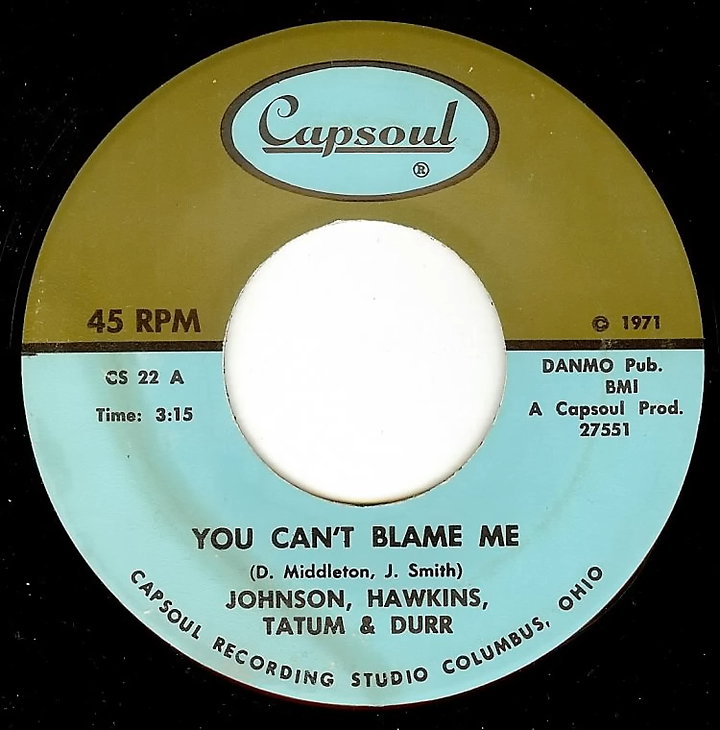 Capsoul
®
45 RPM
© 1971
CS 22 A
Time: 3:15
DANMO Pub.
BMI
A Capsoul Prod.
27551
YOU CAN'T BLAME ME
(D. Middleton, J. Smith)
JOHNSON, HAWKINS,
TATUM & DURR
CAPSOUL RECORDING STUDIO COLUMBUS, OHIO